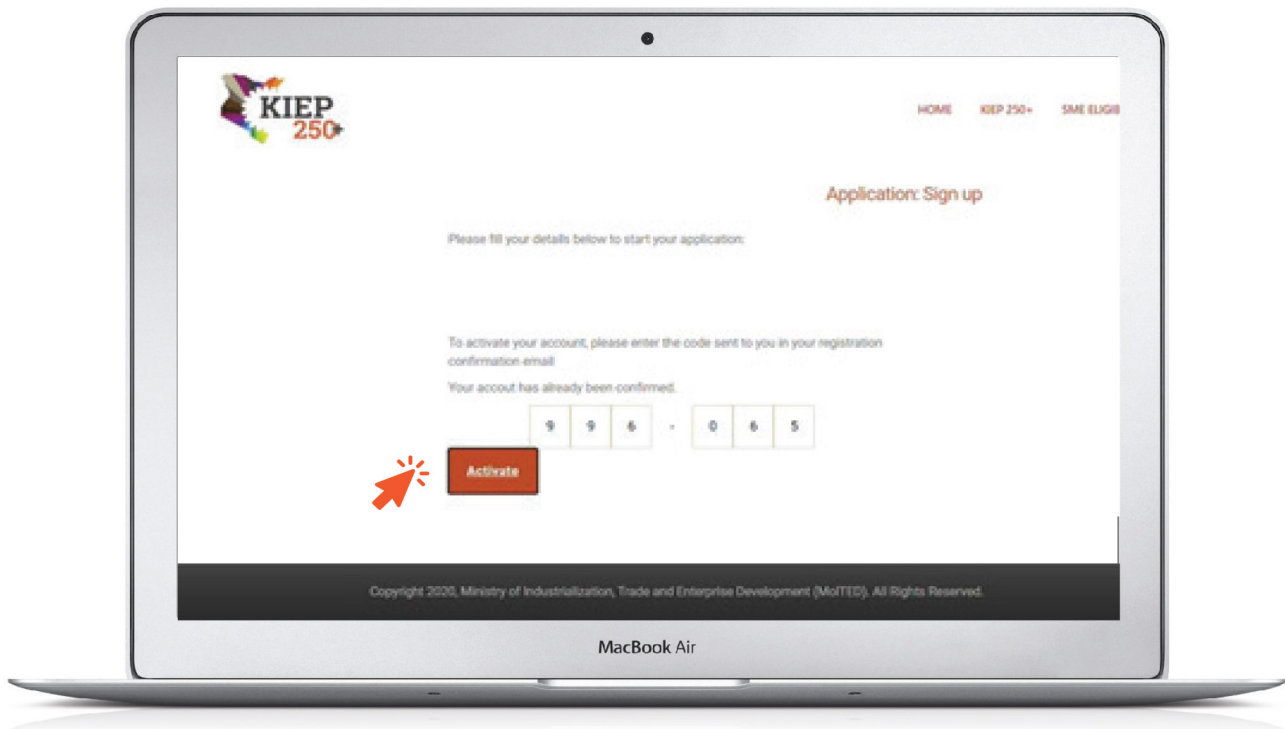 KIEP
250+
HOME KIEP 250+ SME ELIGIB
Application: Sign up
Please fill your details below to start your application:
To activate your account, please enter the code sent to you in your registration
confirmation email
Your accout has already been confirmed.
9 9 6 - 0 6 5
Activate
Copyright 2020, Ministry of Industrialization, Trade and Enterprise Development (MoITED). All Rights Reserved.
MacBook Air